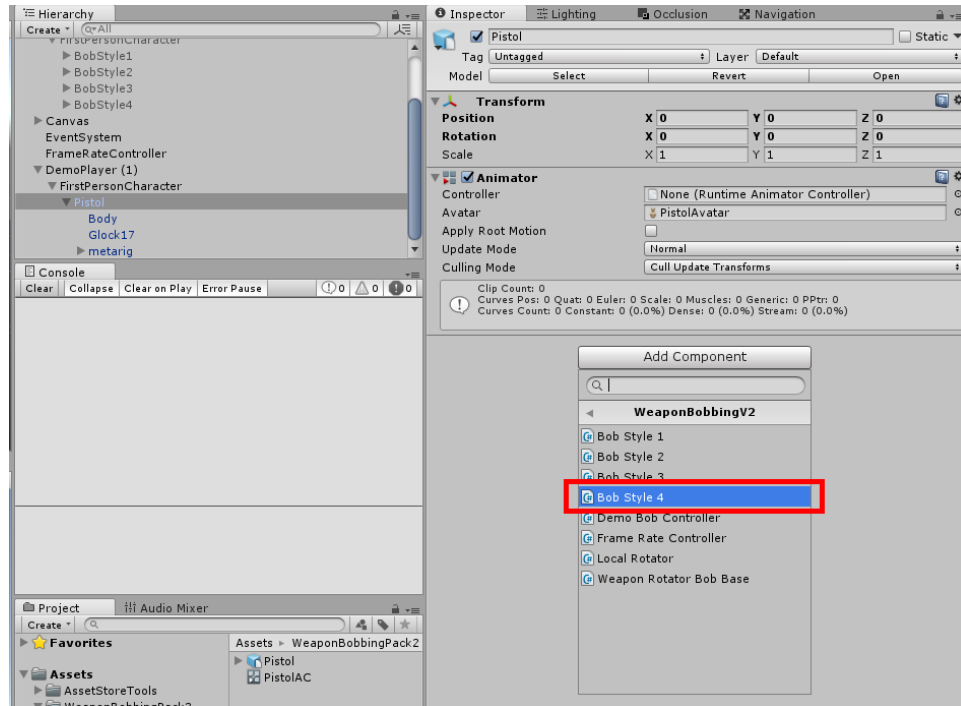 Hierarchy
Create
All
FirstPersonCharacter
BobStyle1
BobStyle2
BobStyle3
BobStyle4
Canvas
EventSystem
FrameRateController
DemoPlayer (1)
FirstPersonCharacter
Pistol
Body
Glock17
metarig
Console
Clear Collapse Clear on Play Error Pause 0 0 0
Project Audio Mixer
Create
Favorites
Assets
AssetStoreTools
WeaponBobbingPack2
Assets WeaponBobbingPack2
Pistol
PistolAC
Inspector Lighting Occlusion Navigation
Pistol Static
Tag Untagged Layer Default
Model Select Revert Open
Transform
Position X 0 Y 0 Z 0
Rotation X 0 Y 0 Z 0
Scale X 1 Y 1 Z 1
Animator
Controller None (Runtime Animator Controller)
Avatar PistolAvatar
Apply Root Motion
Update Mode Normal
Culling Mode Cull Update Transforms
Clip Count: 0
Curves Pos: 0 Quat: 0 Euler: 0 Scale: 0 Muscles: 0 Generic: 0 PPtr: 0
Curves Count: 0 Constant: 0 (0.0%) Dense: 0 (0.0%) Stream: 0 (0.0%)
Add Component
WeaponBobbingV2
Bob Style 1
Bob Style 2
Bob Style 3
Bob Style 4
Demo Bob Controller
Frame Rate Controller
Local Rotator
Weapon Rotator Bob Base